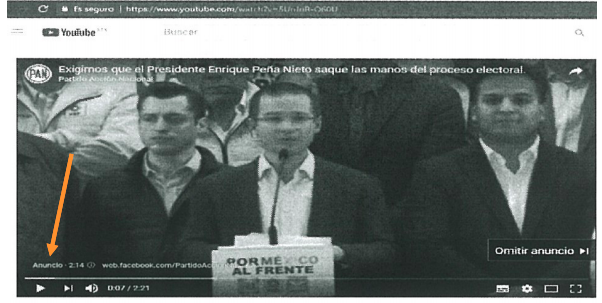 Es seguro | https://www.youtube.com/watch?v=
YouTube MX
Buscar
PAN
Exigimos que el Presidente Enrique Peña Nieto saque las manos del proceso electoral.
Partido Acción Nacional
Omitir anuncio
Anuncio · 2:14
web.facebook.com/PartidoAcc
POR MÉXICO
AL FRENTE
0:07 / 2:21